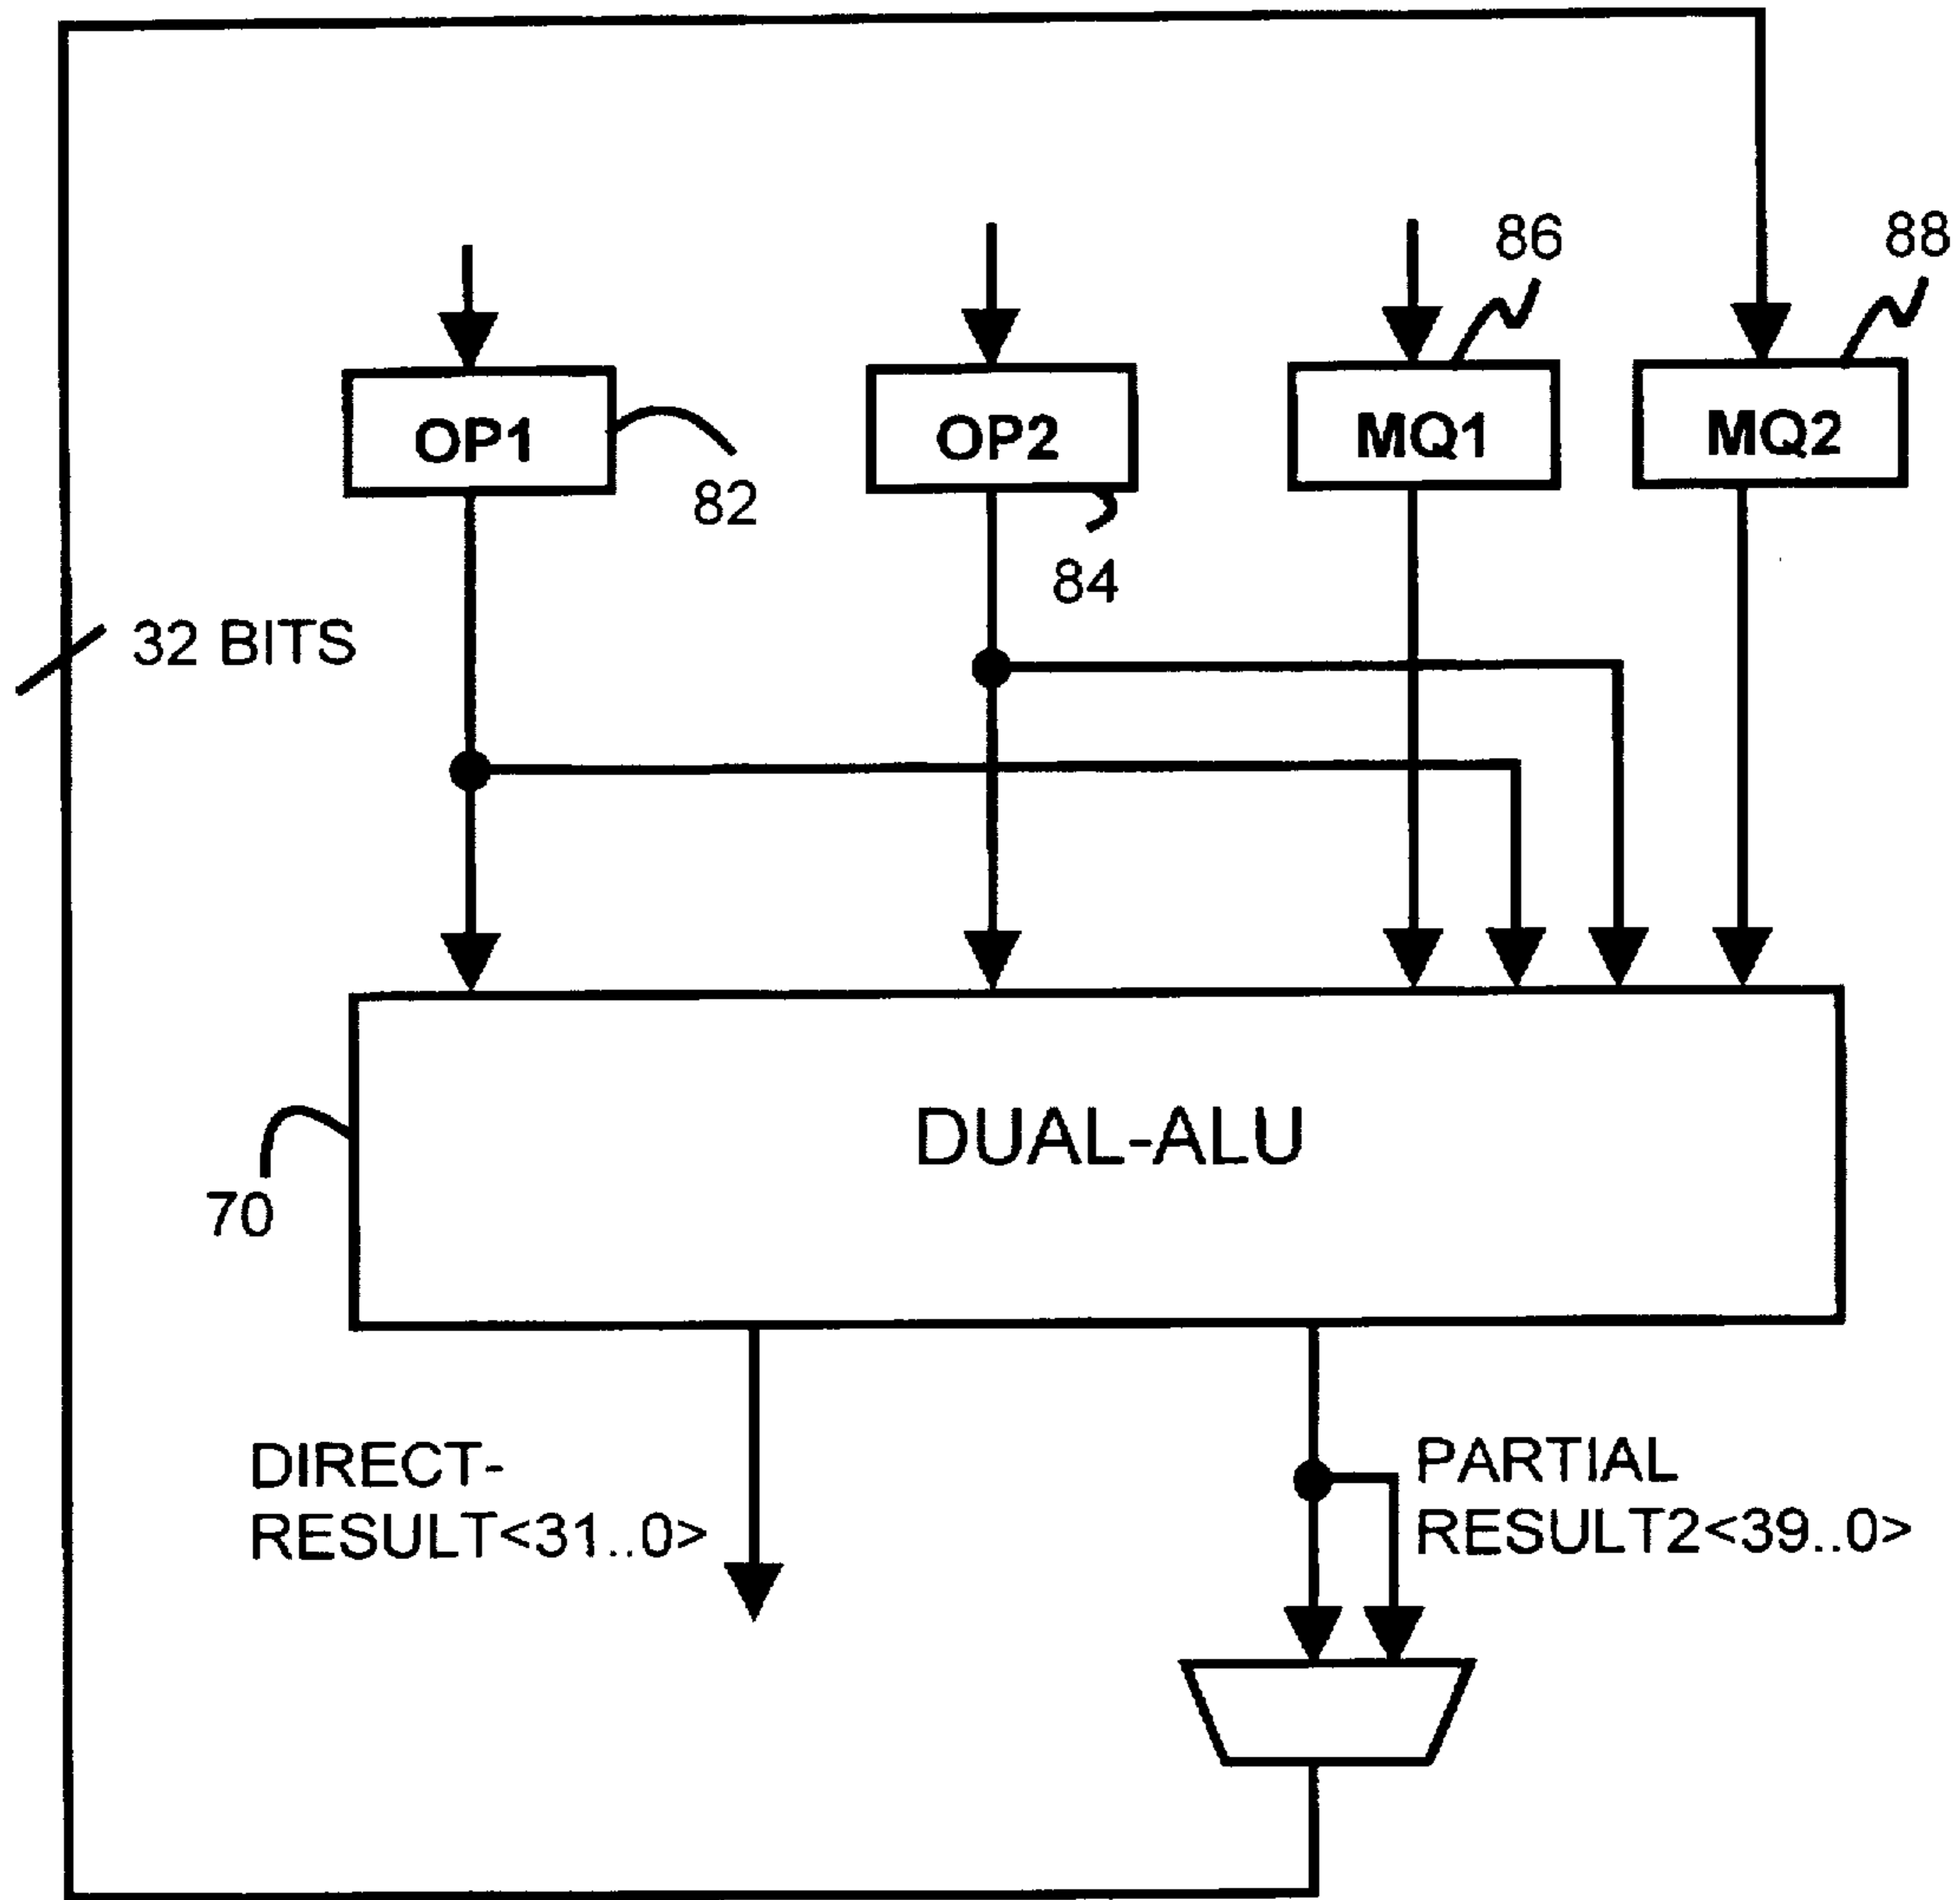 86
88
OP1
OP2
MQ1
MQ2
82
84
32 BITS
DUAL-ALU
70
DIRECT-
RESULT<31..0>
PARTIAL
RESULT2<39..0>